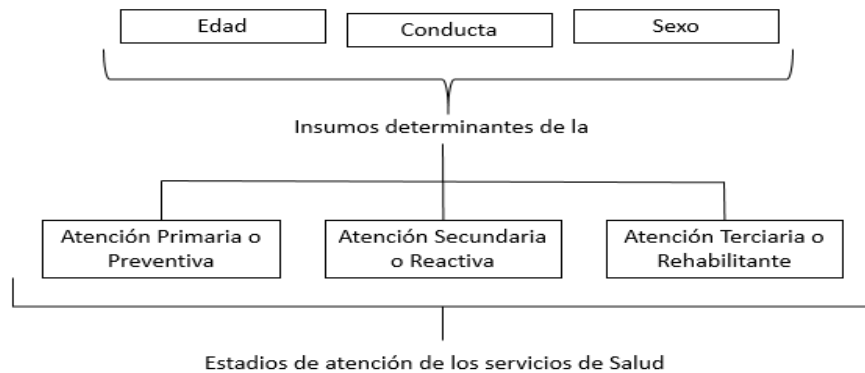 Edad
Conducta
Sexo
Insumos determinantes de la
Atención Primaria o
Preventiva
Atención Secundaria
o Reactiva
Atención Terciaria o
Rehabilitante
Estadios de atención de los servicios de Salud